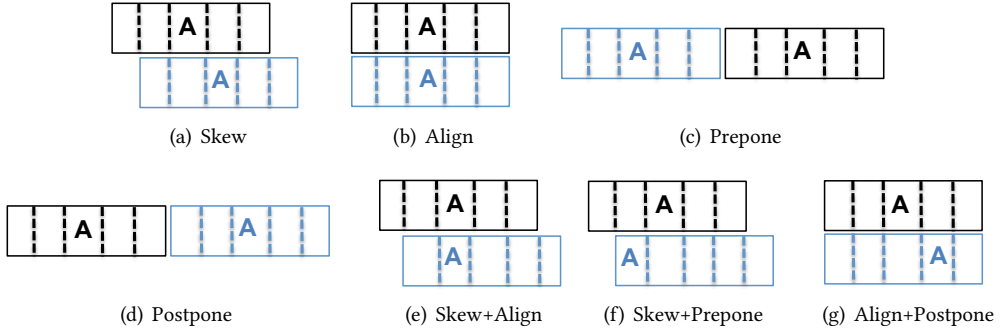 A
A
(a) Skew
A
A
(b) Align
A A
(c) Prepone
A A
(d) Postpone
A
A
(e) Skew+Align
A
A
(f) Skew+Prepone
A
A
(g) Align+Postpone